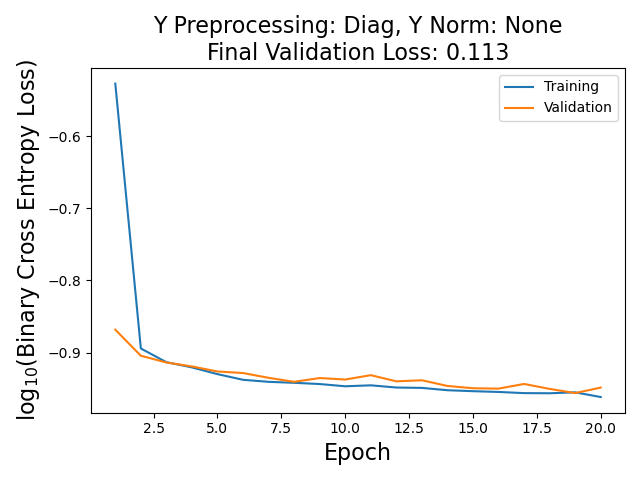 Y Preprocessing: Diag, Y Norm: None
Final Validation Loss: 0.113
Training
Validation
log₁₀(Binary Cross Entropy Loss)
−0.6
−0.7
−0.8
−0.9
2.5 5.0 7.5 10.0 12.5 15.0 17.5 20.0
Epoch